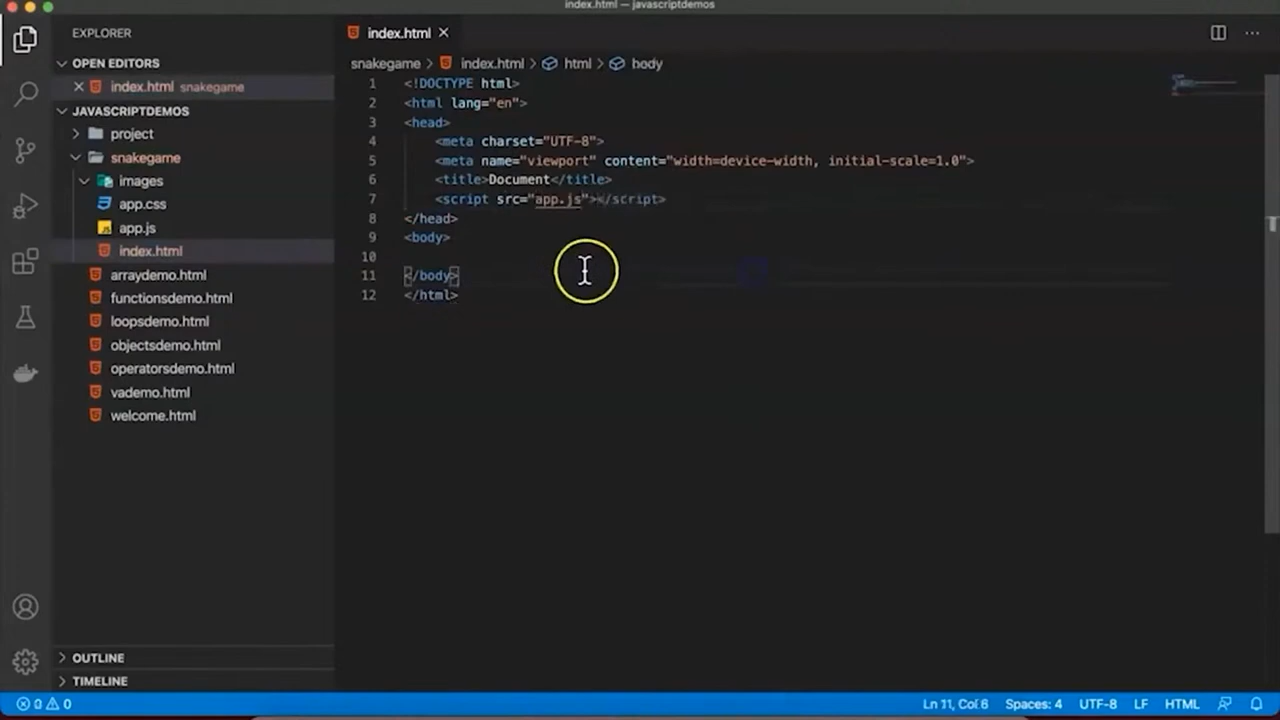 index.html — javascriptdemos
EXPLORER
OPEN EDITORS
index.html snakegame
JAVASCRIPTDEMOS
project
snakegame
images
app.css
app.js
index.html
arraydemo.html
functionsdemo.html
loopsdemo.html
objectsdemo.html
operatorsdemo.html
vademo.html
welcome.html
OUTLINE
TIMELINE
index.html
snakegame > index.html > html > body
1 <!DOCTYPE html>
2 <html lang="en">
3 <head>
4 <meta charset="UTF-8">
5 <meta name="viewport" content="width=device-width, initial-scale=1.0">
6 <title>Document</title>
7 <script src="app.js"></script>
8 </head>
9 <body>
10
11 </body>
12 </html>
0 0 Ln 11, Col 6 Spaces: 4 UTF-8 LF HTML